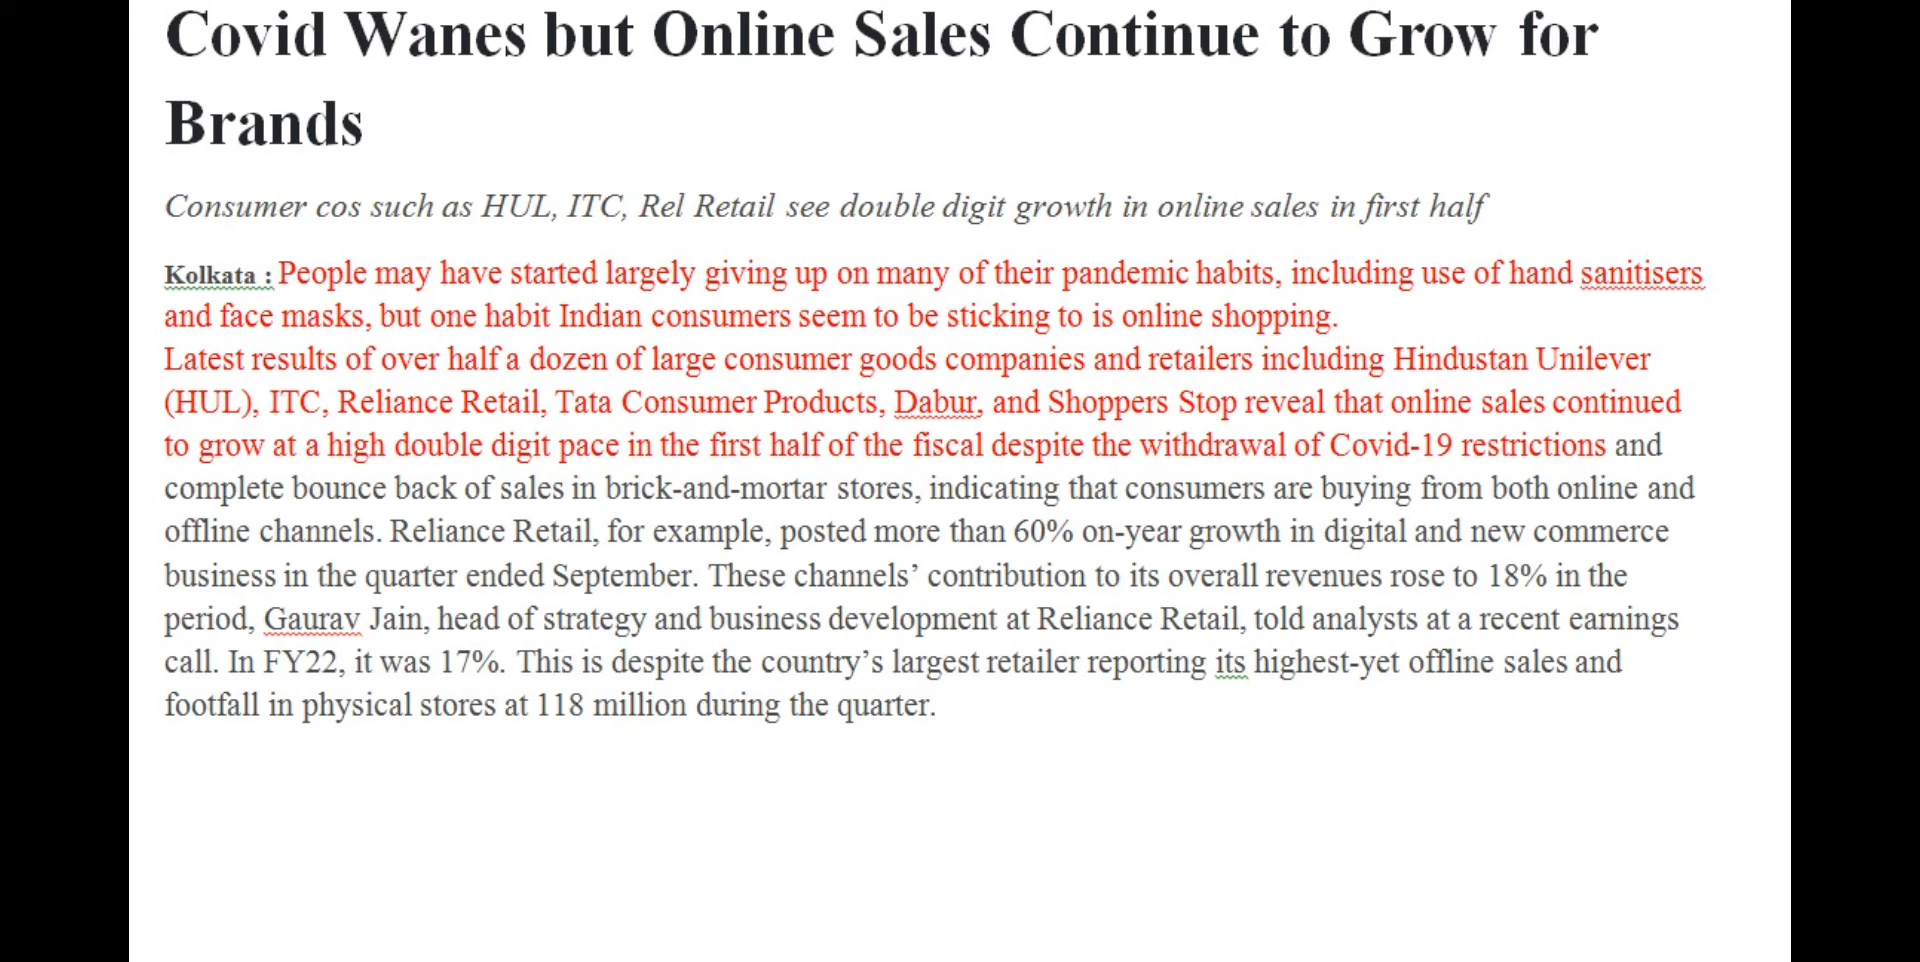 Covid Wanes but Online Sales Continue to Grow for
Brands
Consumer cos such as HUL, ITC, Rel Retail see double digit growth in online sales in first half
Kolkata : People may have started largely giving up on many of their pandemic habits, including use of hand sanitisers
and face masks, but one habit Indian consumers seem to be sticking to is online shopping.
Latest results of over half a dozen of large consumer goods companies and retailers including Hindustan Unilever
(HUL), ITC, Reliance Retail, Tata Consumer Products, Dabur, and Shoppers Stop reveal that online sales continued
to grow at a high double digit pace in the first half of the fiscal despite the withdrawal of Covid-19 restrictions and
complete bounce back of sales in brick-and-mortar stores, indicating that consumers are buying from both online and
offline channels. Reliance Retail, for example, posted more than 60% on-year growth in digital and new commerce
business in the quarter ended September. These channels’ contribution to its overall revenues rose to 18% in the
period, Gaurav Jain, head of strategy and business development at Reliance Retail, told analysts at a recent earnings
call. In FY22, it was 17%. This is despite the country’s largest retailer reporting its highest-yet offline sales and
footfall in physical stores at 118 million during the quarter.